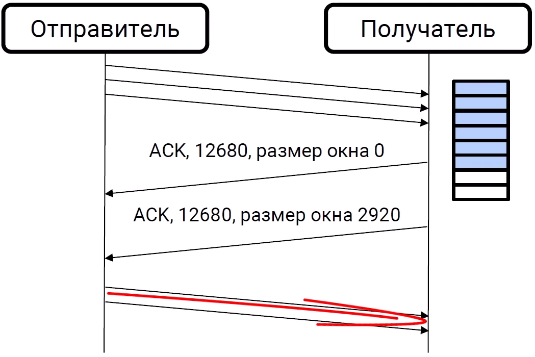 Отправитель
Получатель
ACK, 12680, размер окна 0
ACK, 12680, размер окна 2920